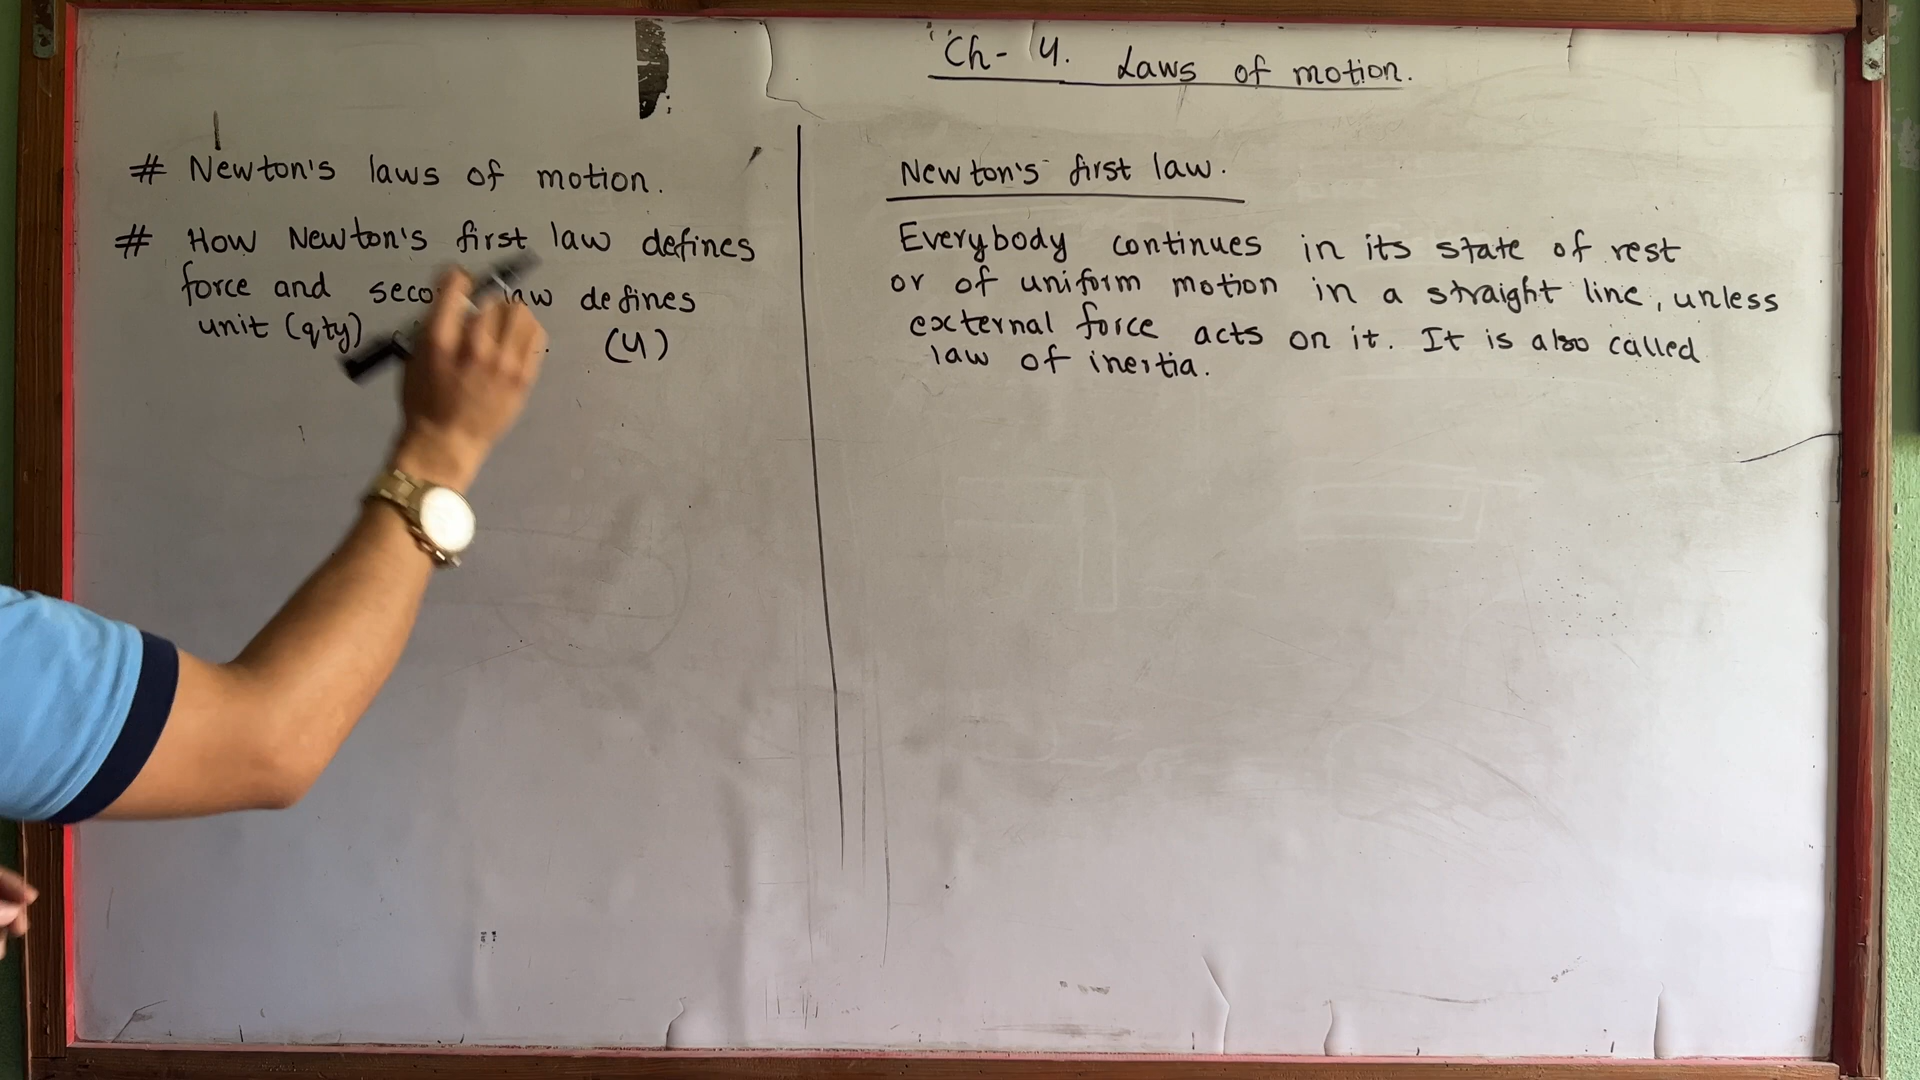 Ch- 4. Laws of motion.
# Newton's laws of motion.
# How Newton's first law defines
force and law defines
unit (qty) (4)
Newton's first law.
Everybody continues in its state of rest
or of uniform motion in a straight line, unless
external force acts on it. It is also called
law of inertia.